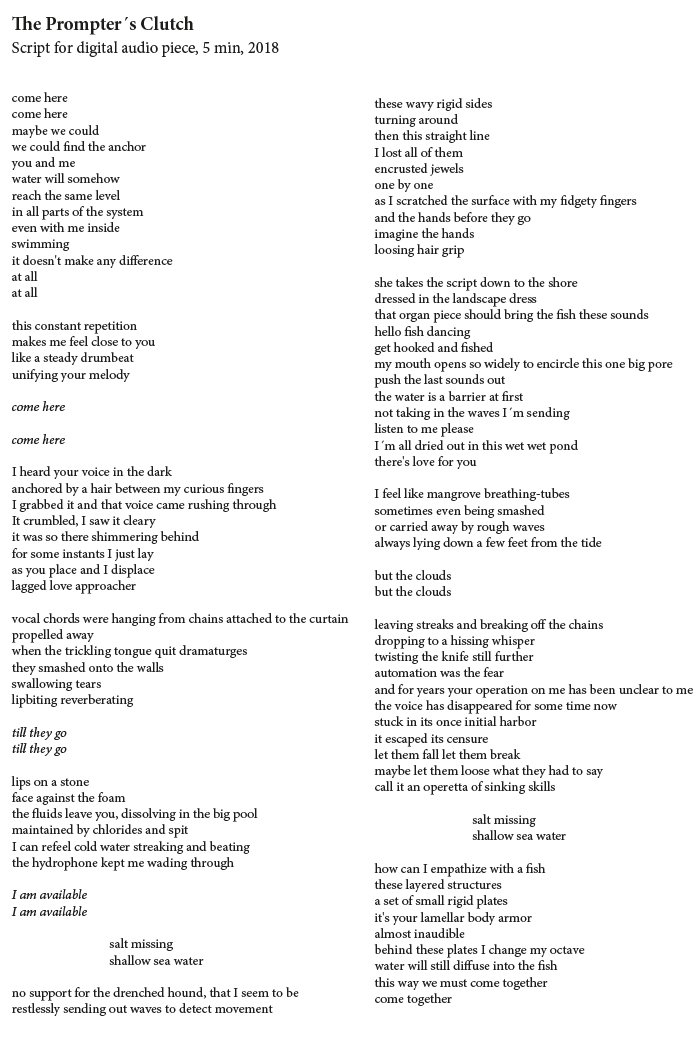 The Prompter´s Clutch
Script for digital audio piece, 5 min, 2018
come here
come here
maybe we could
we could find the anchor
you and me
water will somehow
reach the same level
in all parts of the system
even with me inside
swimming
it doesn't make any difference
at all
at all
this constant repetition
makes me feel close to you
like a steady drumbeat
unifying your melody
come here
come here
I heard your voice in the dark
anchored by a hair between my curious fingers
I grabbed it and that voice came rushing through
It crumbled, I saw it cleary
it was so there shimmering behind
for some instants I just lay
as you place and I displace
lagged love approacher
vocal chords were hanging from chains attached to the curtain
propelled away
when the trickling tongue quit dramaturges
they smashed onto the walls
swallowing tears
lipbiting reverberating
till they go
till they go
lips on a stone
face against the foam
the fluids leave you, dissolving in the big pool
maintained by chlorides and spit
I can refeel cold water streaking and beating
the hydrophone kept me wading through
I am available
I am available
salt missing
shallow sea water
no support for the drenched hound, that I seem to be
restlessly sending out waves to detect movement
these wavy rigid sides
turning around
then this straight line
I lost all of them
encrusted jewels
one by one
as I scratched the surface with my fidgety fingers
and the hands before they go
imagine the hands
loosing hair grip
she takes the script down to the shore
dressed in the landscape dress
that organ piece should bring the fish these sounds
hello fish dancing
get hooked and fished
my mouth opens so widely to encircle this one big pore
push the last sounds out
the water is a barrier at first
not taking in the waves I´m sending
listen to me please
I´m all dried out in this wet wet pond
there's love for you
I feel like mangrove breathing-tubes
sometimes even being smashed
or carried away by rough waves
always lying down a few feet from the tide
but the clouds
but the clouds
leaving streaks and breaking off the chains
dropping to a hissing whisper
twisting the knife still further
automation was the fear
and for years your operation on me has been unclear to me
the voice has disappeared for some time now
stuck in its once initial harbor
it escaped its censure
let them fall let them break
maybe let them loose what they had to say
call it an operetta of sinking skills
salt missing
shallow sea water
how can I empathize with a fish
these layered structures
a set of small rigid plates
it's your lamellar body armor
almost inaudible
behind these plates I change my octave
water will still diffuse into the fish
this way we must come together
come together